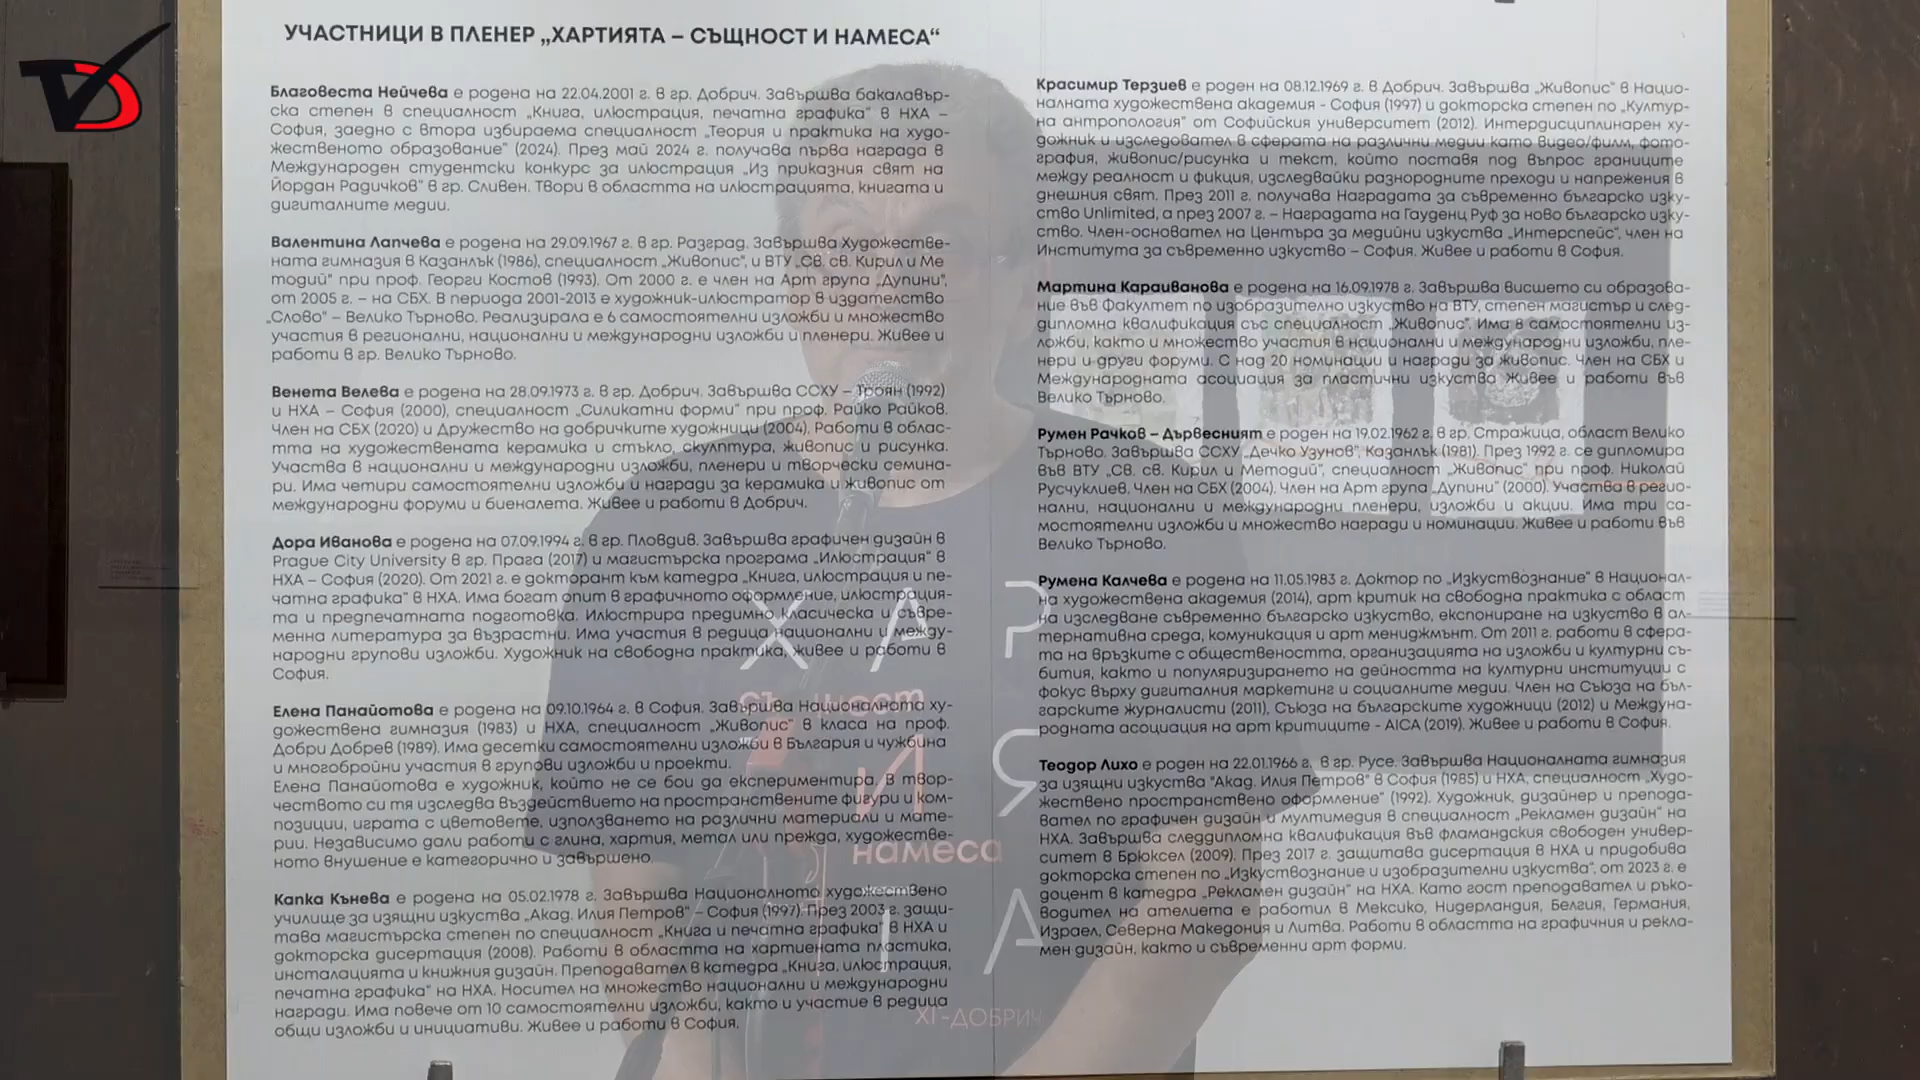 УЧАСТНИЦИ В ПЛЕНЕР „ХАРТИЯТА – СЪЩНОСТ И НАМЕСА“
Благовеста Нейчева е родена на 22.04.2001 г. в гр. Добрич. Завършва бакалавър-
ска степен в специалност „Книга, илюстрация, печатна графика“ в НХА –
София, заедно с втора избираема специалност „Теория и практика на худо-
жественото образование“ (2024). През май 2024 г. получава първа награда в
Международен студентски конкурс за илюстрация „Из приказния свят на
Йордан Радичков“ в гр. Сливен. Твори в областта на илюстрацията, книгата и
дигиталните медии.
Валентина Лапчева е родена на 29.09.1967 г. в гр. Разград. Завършва Художестве-
ната гимназия в Казанлък (1986), специалност „Живопис“, и ВТУ „Св. св. Кирил и Ме
тодий“ при проф. Георги Костов (1993). От 2000 г. е член на Арт група „Дупини“,
от 2005 г. – на СБХ. В периода 2001-2013 е художник-илюстратор в издателство
„Слово“ – Велико Търново. Реализирала е 6 самостоятелни изложби и множество
участия в регионални, национални и международни изложби и пленери. Живее и
работи в гр. Велико Търново.
Венета Велева е родена на 28.09.1973 г. в гр. Добрич. Завършва ССХУ – Троян (1992)
и НХА – София (2000), специалност „Силикатни форми“ при проф. Райко Райков.
Член на СБХ (2020) и Дружество на добричките художници (2004). Работи в облас-
тта на художествената керамика и стъкло, скулптура, живопис и рисунка.
Участва в национални и международни изложби, пленери и творчески семина-
ри. Има четири самостоятелни изложби и награди за керамика и живопис от
международни форуми и биеналета. Живее и работи в Добрич.
Дора Иванова е родена на 07.09.1994 г. в гр. Пловдив. Завършва графичен дизайн в
Prague City University в гр. Прага (2017) и магистърска програма „Илюстрация“ в
НХА – София (2020). От 2021 г. е докторант към катедра „Книга, илюстрация и пе-
чатна графика“ в НХА. Има богат опит в графичното оформление, илюстрация-
та и предпечатната подготовка. Илюстрира предимно класическа и съвре-
менна литература за възрастни. Има участия в редица национални и между-
народни групови изложби. Художник на свободна практика, живее и работи в
София.
Елена Панайотова е родена на 09.10.1964 г. в София. Завършва Националната ху-
дожествена гимназия (1983) и НХА, специалност „Живопис“ в класа на проф.
Добри Добрев (1989). Има десетки самостоятелни изложби в България и чужбина
и многобройни участия в групови изложби и проекти.
Елена Панайотова е художник, който не се бои да експериментира. В твор-
чеството си тя изследва въздействието на пространствените фигури и ком-
позиции, играта с цветовете, използването на различни материали и мате-
рии. Независимо дали работи с глина, хартия, метал или прежда, художестве-
ното внушение е категорично и завършено.
Капка Кънева е родена на 05.02.1978 г. Завършва Националното художествено
училище за изящни изкуства „Акад. Илия Петров“ – София (1997). През 2003 г. защи-
тава магистърска степен по специалност „Книга и печатна графика“ в НХА и
докторска дисертация (2008). Работи в областта на хартиената пластика,
инсталацията и книжния дизайн. Преподавател в катедра „Книга, илюстрация,
печатна графика“ на НХА. Носител на множество национални и международни
награди. Има повече от 10 самостоятелни изложби, както и участие в редица
общи изложби и инициативи. Живее и работи в София.
Красимир Терзиев е роден на 08.12.1969 г. в Добрич. Завършва „Живопис“ в Нацио-
налната художествена академия - София (1997) и докторска степен по „Култур-
на антропология“ от Софийския университет (2012). Интердисциплинарен ху-
дожник и изследовател в сферата на различни медии като видео/филм, фото-
графия, живопис/рисунка и текст, който поставя под въпрос границите
между реалност и фикция, изследвайки разнородните преходи и напрежения в
днешния свят. През 2011 г. получава Наградата за съвременно българско изку-
ство Unlimited, а през 2007 г. – Наградата на Гауденц Руф за ново българско изку-
ство. Член-основател на Центъра за медийни изкуства „Интерспейс“, член на
Института за съвременно изкуство – София. Живее и работи в София.
Мартина Караиванова е родена на 16.09.1978 г. Завършва висшето си образова-
ние във Факултет по изобразително изкуство на ВТУ, степен магистър и след-
дипломна квалификация със специалност „Живопис“. Има 8 самостоятелни из-
ложби, както и множество участия в национални и международни изложби, пле-
нери и други форуми. С над 20 номинации и награди за живопис. Член на СБХ и
Международната асоциация за пластични изкуства Живее и работи във
Велико Търново.
Румен Рачков – Дървесният е роден на 19.02.1962 г. в гр. Стражица, област Велико
Търново. Завършва ССХУ „Дечко Узунов“, Казанлък (1981). През 1992 г. се дипломира
във ВТУ „Св. св. Кирил и Методий“, специалност „Живопис“ при проф. Николай
Русчуклиев. Член на СБХ (2004). Член на Арт група „Дупини“ (2000). Участва в регио-
нални, национални и международни пленери, изложби и акции. Има три са-
мостоятелни изложби и множество награди и номинации. Живее и работи във
Велико Търново.
Румена Калчева е родена на 11.05.1983 г. Доктор по „Изкуствознание“ в Национал-
на художествена академия (2014), арт критик на свободна практика с област
на изследване съвременно българско изкуство, експониране на изкуство в ал-
тернативна среда, комуникация и арт мениджмънт. От 2011 г. работи в сфера-
та на връзките с обществеността, организацията на изложби и културни съ-
бития, както и популяризирането на дейността на културни институции с
фокус върху дигиталния маркетинг и социалните медии. Член на Съюза на бъл-
гарските журналисти (2011), Съюза на българските художници (2012) и Междуна-
родната асоциация на арт критиците - AICA (2019). Живее и работи в София.
Теодор Лихо е роден на 22.01.1966 г. в гр. Русе. Завършва Националната гимназия
за изящни изкуства "Акад. Илия Петров“ в София (1985) и НХА, специалност „Худо-
жествено пространствено оформление“ (1992). Художник, дизайнер и препода-
вател по графичен дизайн и мултимедия в специалност „Рекламен дизайн“ на
НХА. Завършва следдипломна квалификация във фламандския свободен универ-
ситет в Брюксел (2009). През 2017 г. защитава дисертация в НХА и придобива
докторска степен по „Изкуствознание и изобразителни изкуства“, от 2023 г. е
доцент в катедра „Рекламен дизайн“ на НХА. Като гост преподавател и ръко-
водител на ателиета е работил в Мексико, Нидерландия, Белгия, Германия,
Израел, Северна Македония и Литва. Работи в областта на графичния и рекла-
мен дизайн, както и съвременни арт форми.
ХАР
същност
И Я
намеса
Т А
XI-ДОБРИЧ